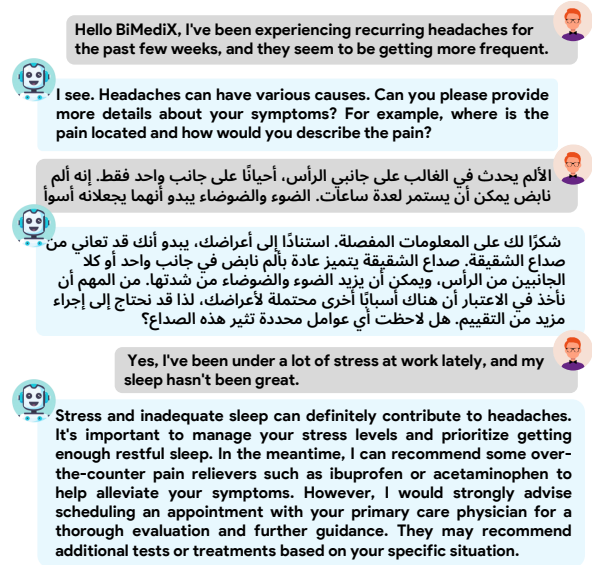 Hello BiMediX, I've been experiencing recurring headaches for
the past few weeks, and they seem to be getting more frequent.
I see. Headaches can have various causes. Can you please provide
more details about your symptoms? For example, where is the
pain located and how would you describe the pain?
الألم يحدث في الغالب على جانبي الرأس، أحيانًا على جانب واحد فقط. إنه ألم
نابض يمكن أن يستمر لعدة ساعات. الضوء والضوضاء يبدو أنهما يجعلانه أسوأ
شكرًا لك على المعلومات المفصلة. استنادًا إلى أعراضك، يبدو أنك قد تعاني من
صداع الشقيقة. صداع الشقيقة يتميز عادة بألم نابض في جانب واحد أو كلا
الجانبين من الرأس، ويمكن أن يزيد الضوء والضوضاء من شدتها. من المهم أن
نأخذ في الاعتبار أن هناك أسبابًا أخرى محتملة لأعراضك، لذا قد نحتاج إلى إجراء
مزيد من التقييم. هل لاحظت أي عوامل محددة تثير هذه الصداع؟
Yes, I've been under a lot of stress at work lately, and my
sleep hasn't been great.
Stress and inadequate sleep can definitely contribute to headaches.
It's important to manage your stress levels and prioritize getting
enough restful sleep. In the meantime, I can recommend some over-
the-counter pain relievers such as ibuprofen or acetaminophen to
help alleviate your symptoms. However, I would strongly advise
scheduling an appointment with your primary care physician for a
thorough evaluation and further guidance. They may recommend
additional tests or treatments based on your specific situation.